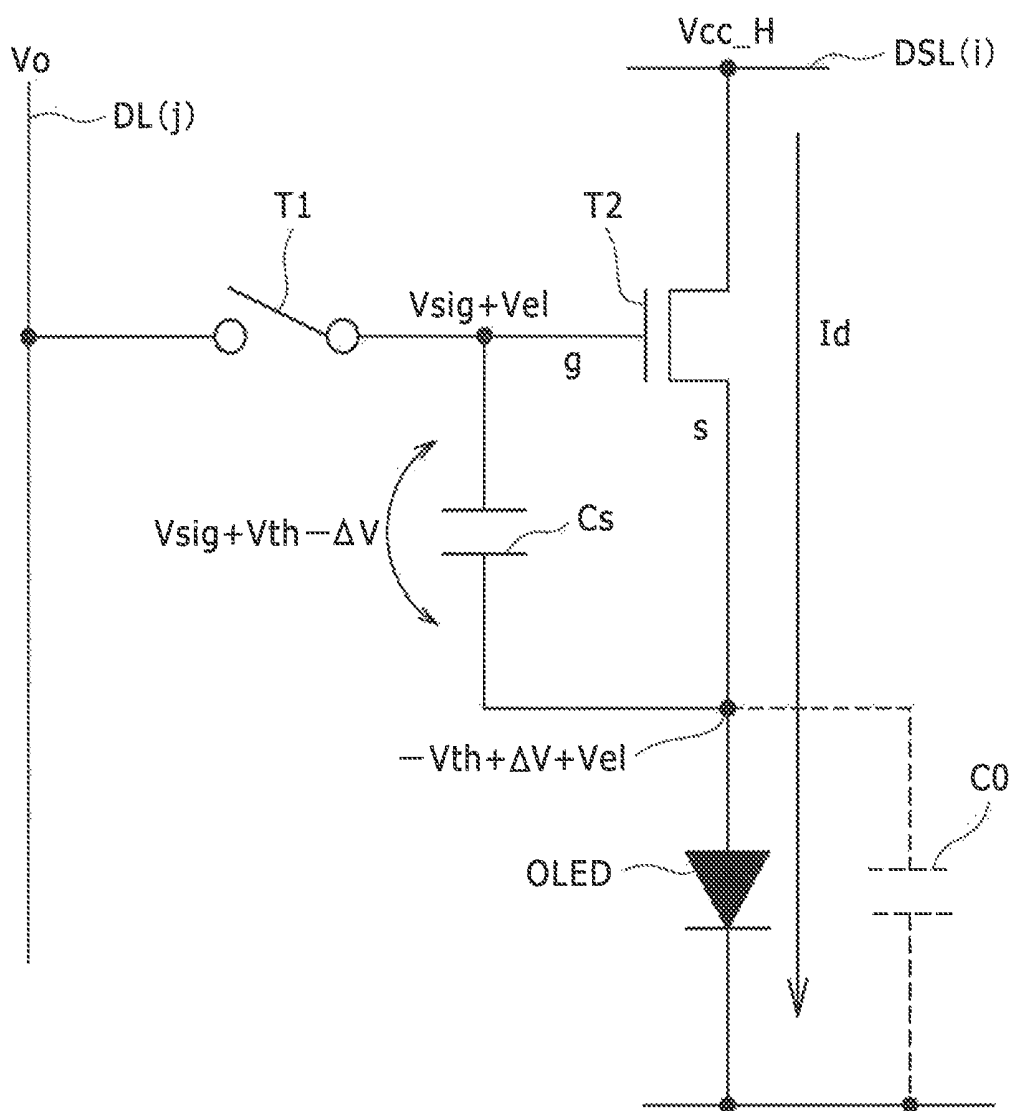 Vcc_H
Vo
DSL(i)
DL(j)
T1
T2
Vsig+Vel
Id
g
s
Vsig+Vth−ΔV
Cs
−Vth+ΔV+Vel
C0
OLED